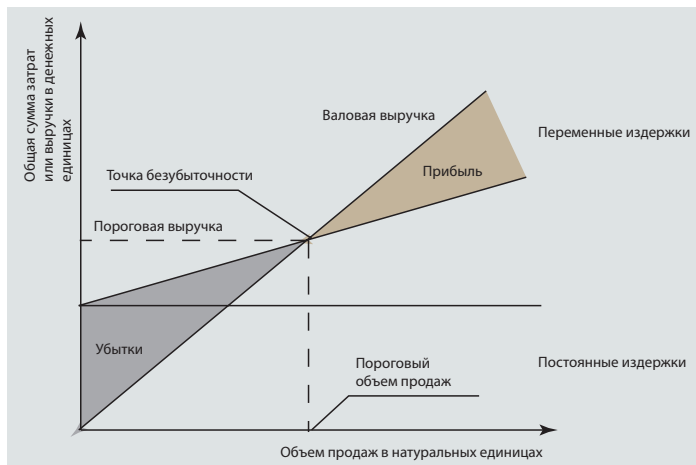 Общая сумма затрат
или выручки в денежных
единицах
Валовая выручка
Переменные издержки
Точка безубыточности
Прибыль
Пороговая выручка
Убытки
Пороговый
объем продаж
Постоянные издержки
Объем продаж в натуральных единицах